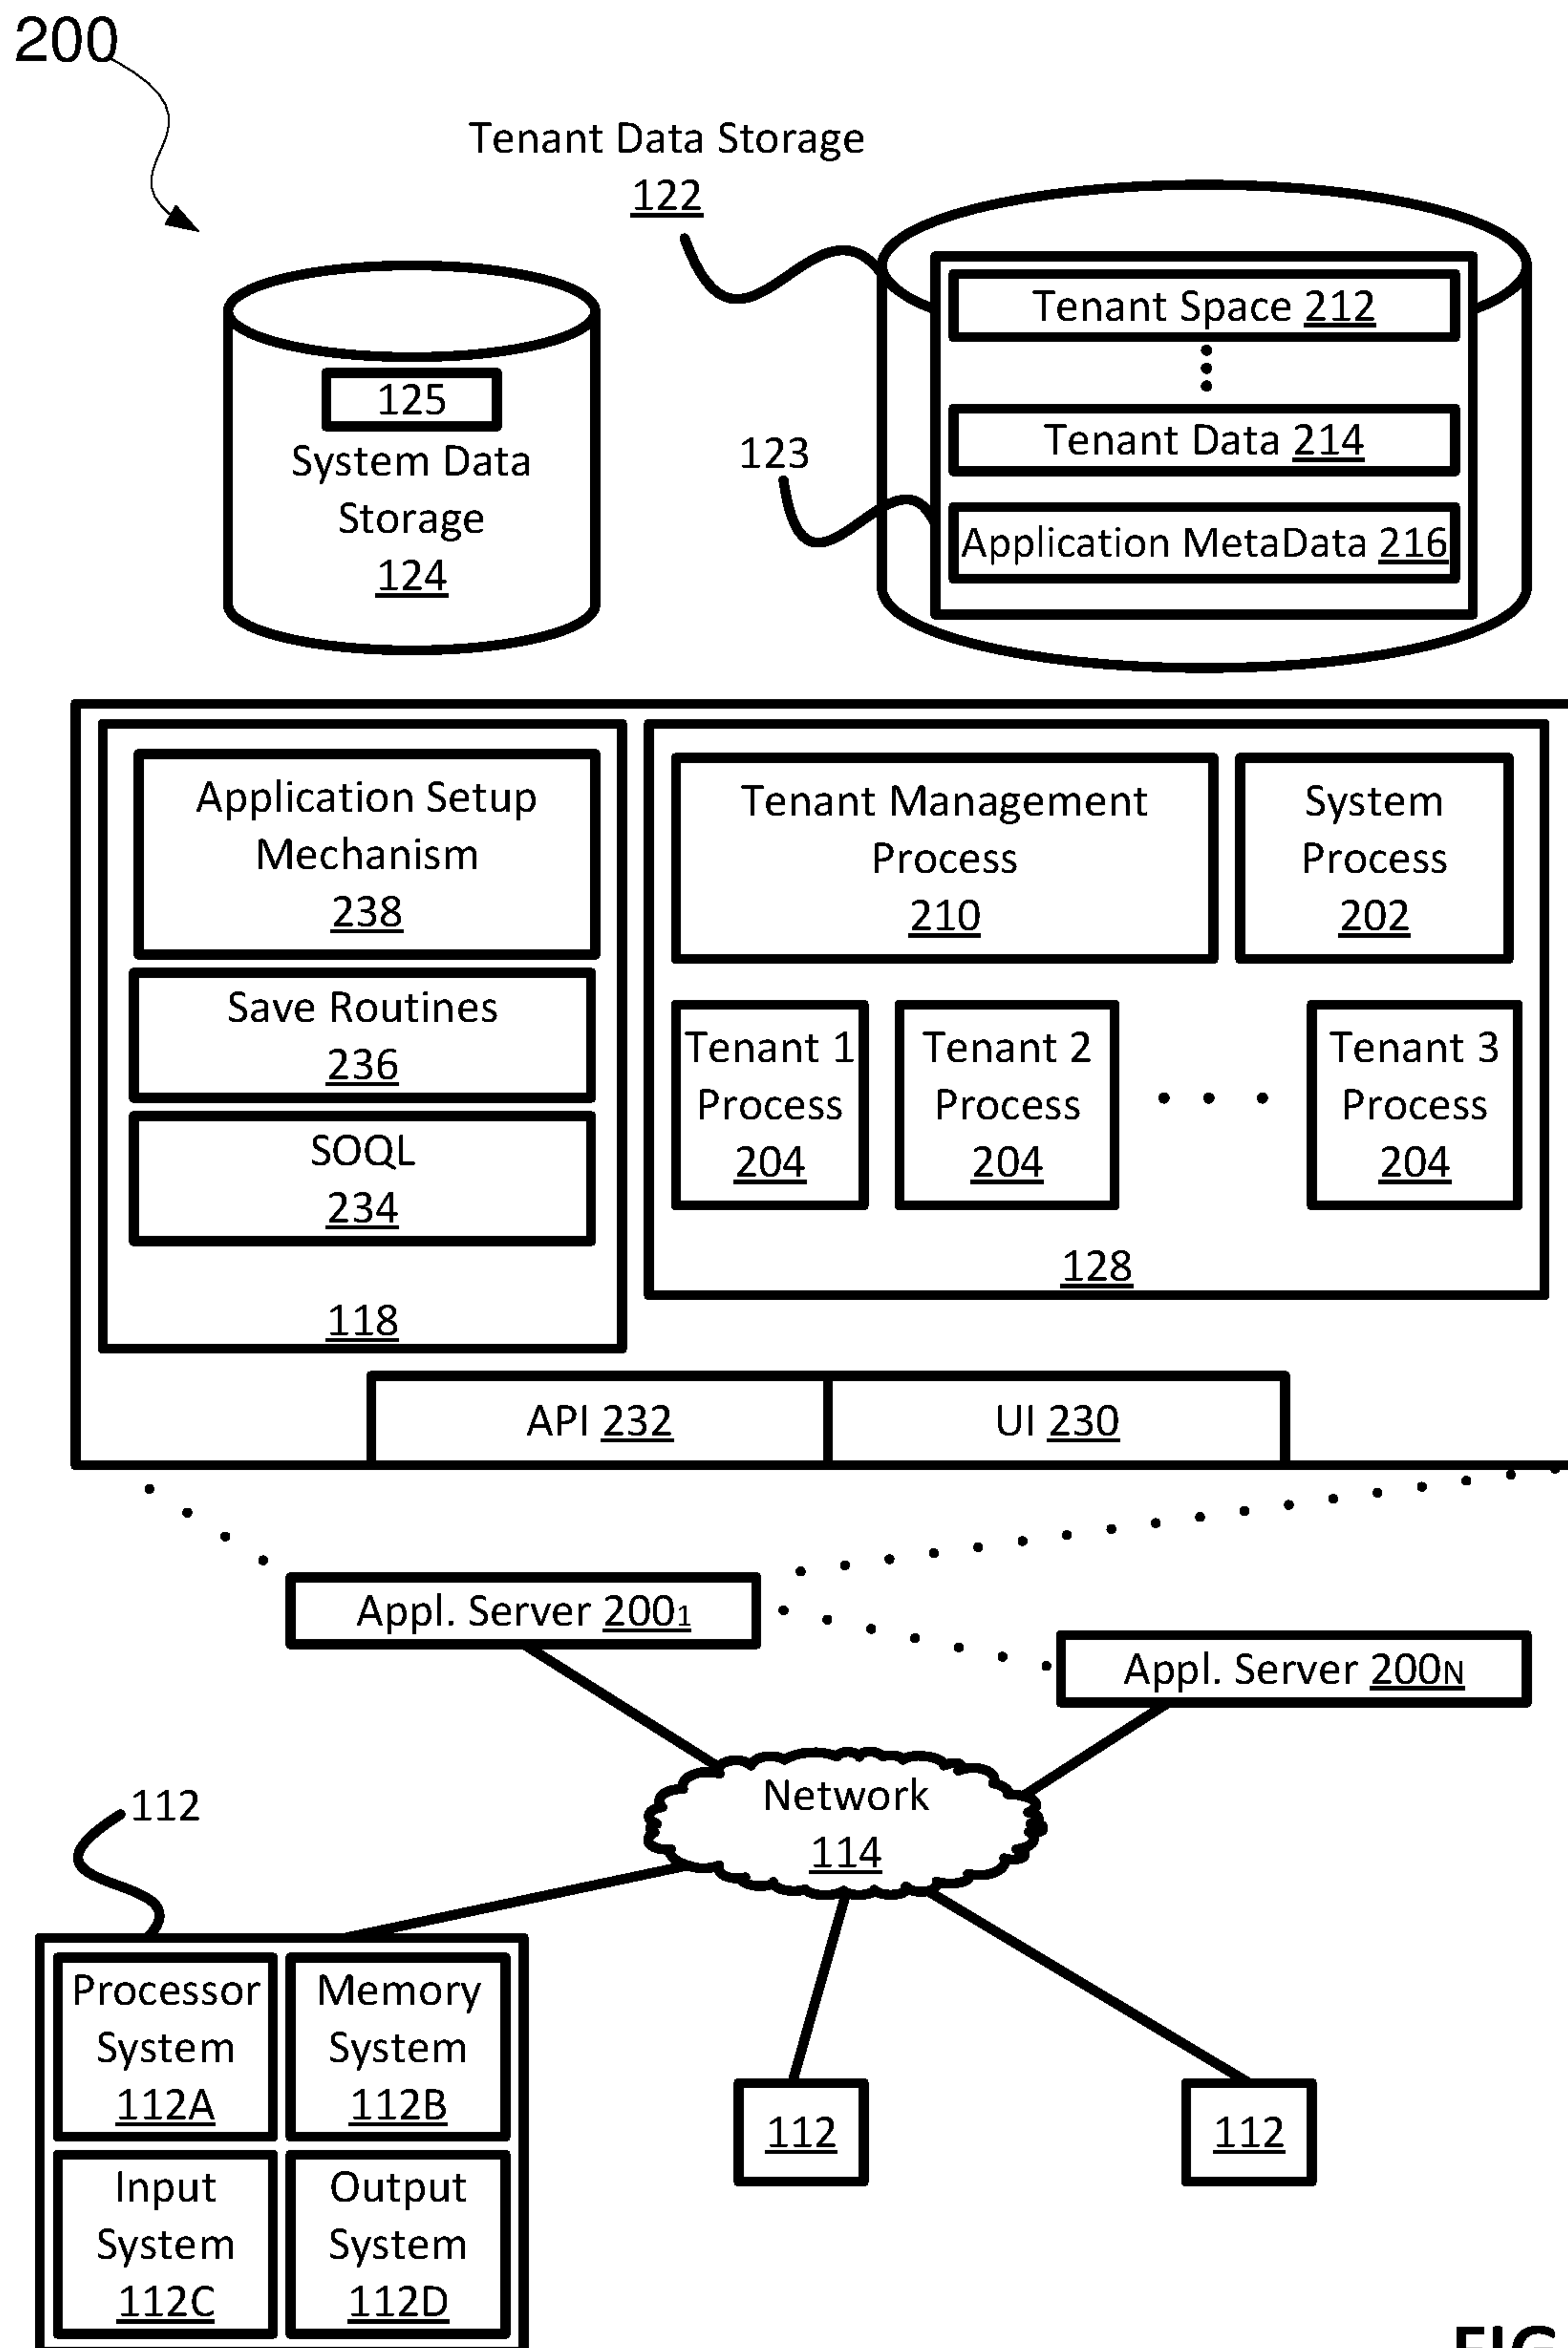 200
Tenant Data Storage
122
Tenant Space 212
125
System Data
Storage
124
123
Tenant Data 214
Application MetaData 216
Application Setup
Mechanism
238
Tenant Management
Process
210
System
Process
202
Save Routines
236
Tenant 1
Process
204
Tenant 2
Process
204
Tenant 3
Process
204
SOQL
234
128
118
API 232
UI 230
Appl. Server 200₁
Appl. Server 200N
Network
114
112
Processor
System
112A
Memory
System
112B
Input
System
112C
Output
System
112D
112
112